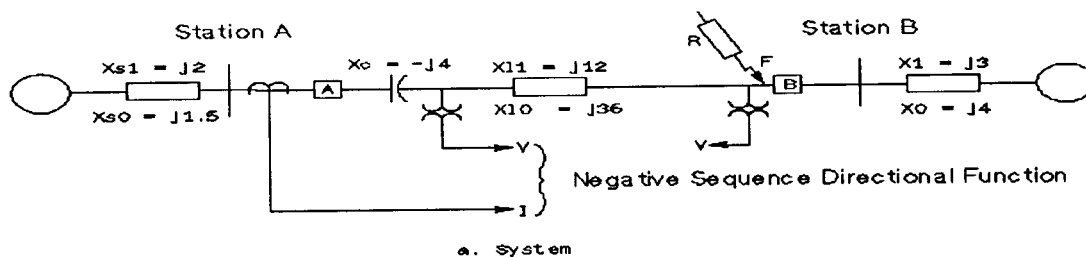 Station A
Station B
R
F
Xs1 = j2
Xc = -j4
Xl1 = j12
X1 = j3
A
B
Xs0 = j1.5
Xl0 = j36
X0 = j4
V
V
Negative Sequence Directional Function
I
a. System